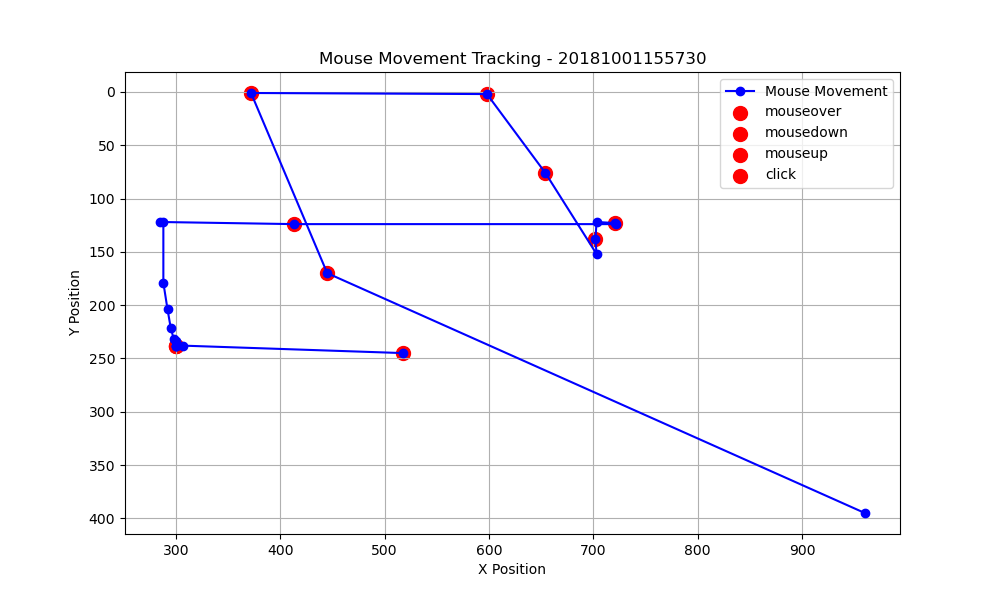 Mouse Movement Tracking - 20181001155730
Mouse Movement
mouseover
mousedown
mouseup
click
0
50
100
150
200
250
300
350
400
Y Position
300 400 500 600 700 800 900
X Position